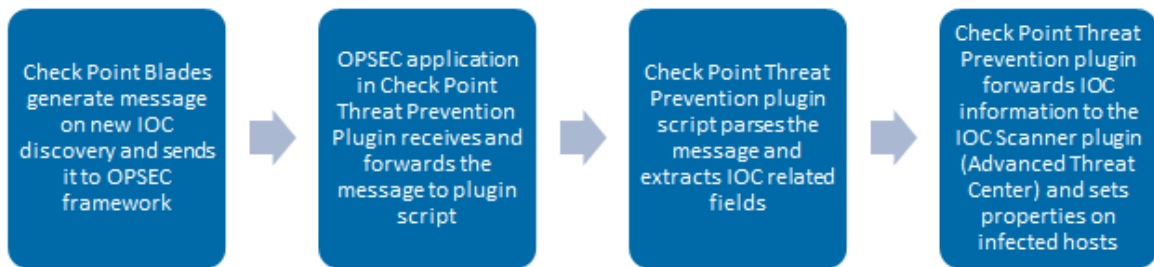 Check Point Blades
generate message
on new IOC
discovery and sends
it to OPSEC
framework
OPSEC application
in Check Point
Threat Prevention
Plugin receives and
forwards the
message to plugin
script
Check Point Threat
Prevention plugin
script parses the
message and
extracts IOC related
fields
Check Point Threat
Prevention plugin
forwards IOC
information to the
IOC Scanner plugin
(Advanced Threat
Center) and sets
properties on
infected hosts